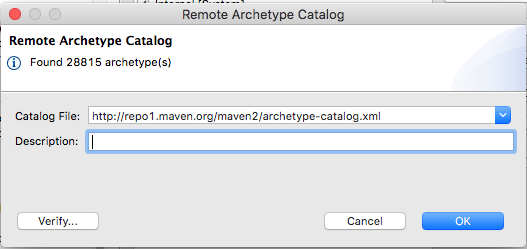 Remote Archetype Catalog
Remote Archetype Catalog
Found 28815 archetype(s)
Catalog File: http://repo1.maven.org/maven2/archetype-catalog.xml
Description:
Verify... Cancel OK